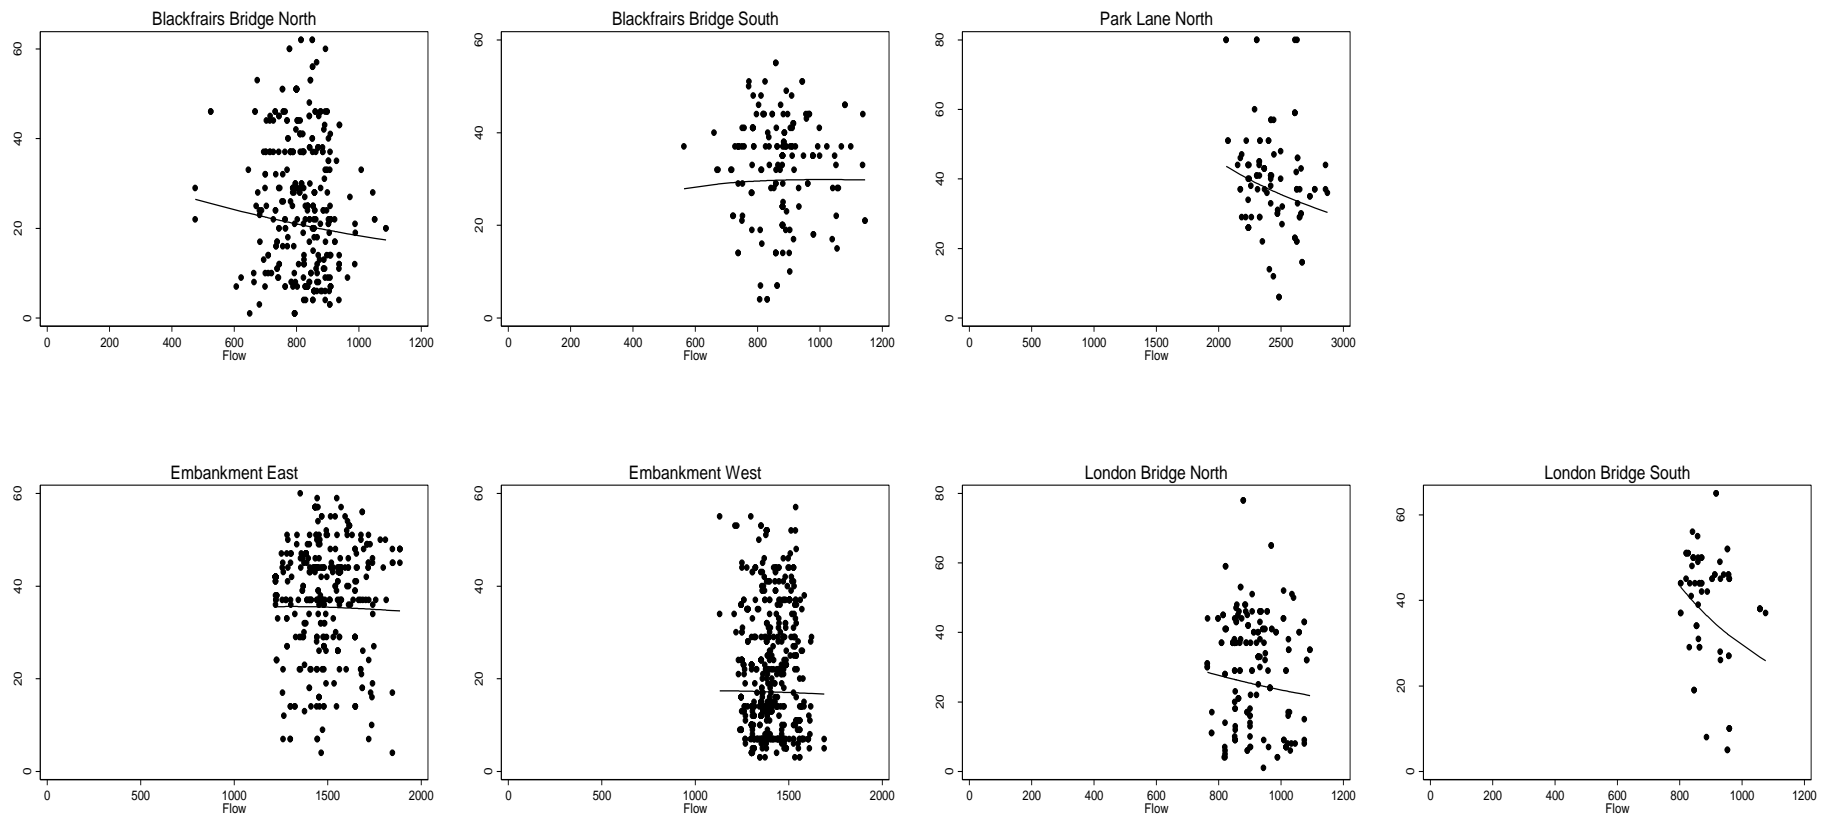 Blackfrairs Bridge North
60
40
20
0
0 200 400 600 800 1000 1200
Flow
Blackfrairs Bridge South
60
40
20
0
0 200 400 600 800 1000 1200
Flow
Park Lane North
80
60
40
20
0
0 500 1000 1500 2000 2500 3000
Flow
Embankment East
60
40
20
0
0 500 1000 1500 2000
Flow
Embankment West
60
40
20
0
0 500 1000 1500 2000
Flow
London Bridge North
80
60
40
20
0
0 200 400 600 800 1000 1200
Flow
London Bridge South
60
40
20
0
0 200 400 600 800 1000 1200
Flow